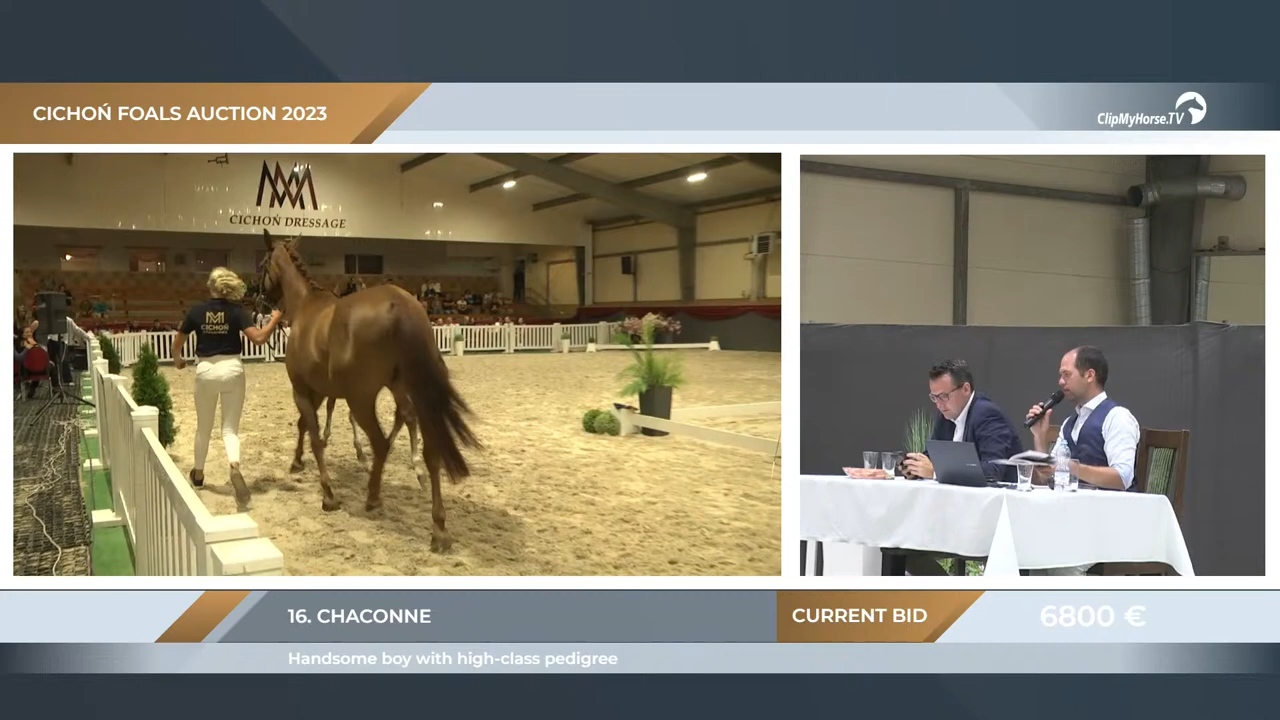 CICHOŃ FOALS AUCTION 2023
ClipMyHorse.TV
CICHOŃ DRESSAGE
CICHOŃ
16. CHACONNE
CURRENT BID
6800 €
Handsome boy with high-class pedigree